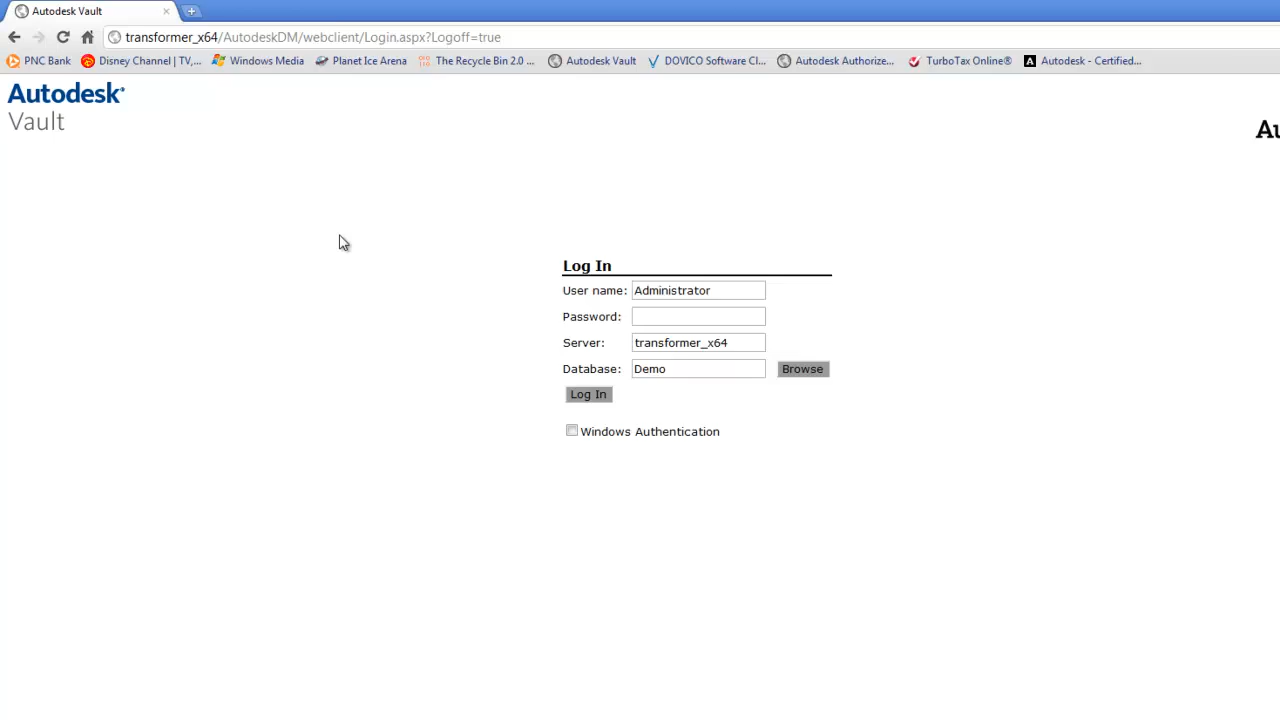 Autodesk Vault
transformer_x64/AutodeskDM/webclient/Login.aspx?Logoff=true
PNC Bank Disney Channel | TV,... Windows Media Planet Ice Arena The Recycle Bin 2.0 ... Autodesk Vault DOVICO Software Cl... Autodesk Authorize... TurboTax Online® Autodesk - Certified...
Autodesk
Vault
Au
Log In
User name: Administrator
Password:
Server: transformer_x64
Database: Demo Browse
Log In
Windows Authentication